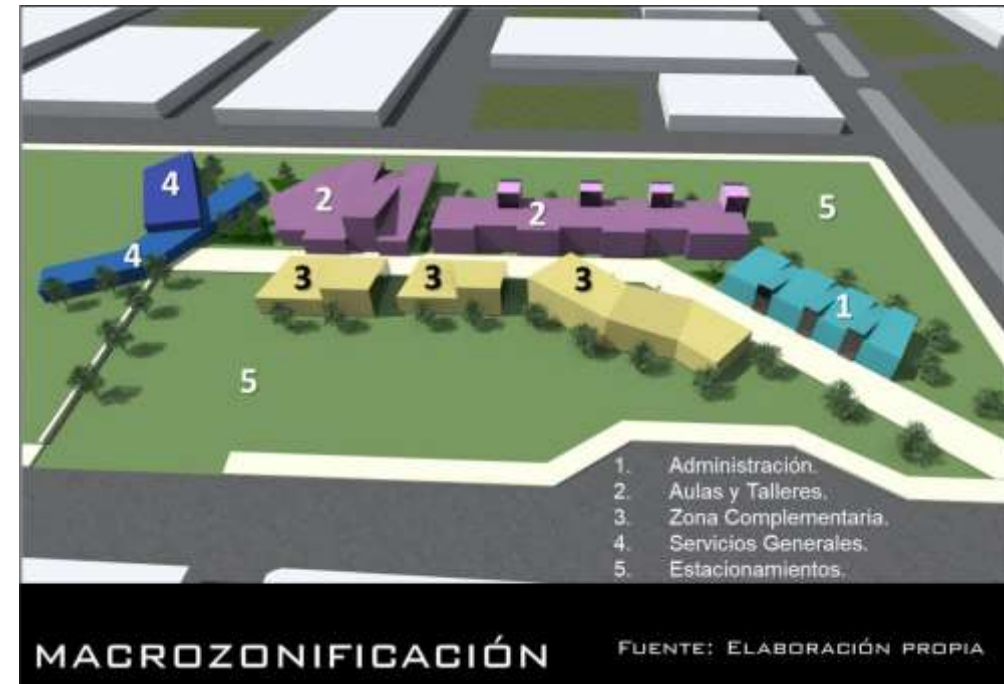 4
2
2
5
4
3
3
3
1
5
1. Administración.
2. Aulas y Talleres.
3. Zona Complementaria.
4. Servicios Generales.
5. Estacionamientos.
MACROZONIFICACIÓN
FUENTE: ELABORACIÓN PROPIA